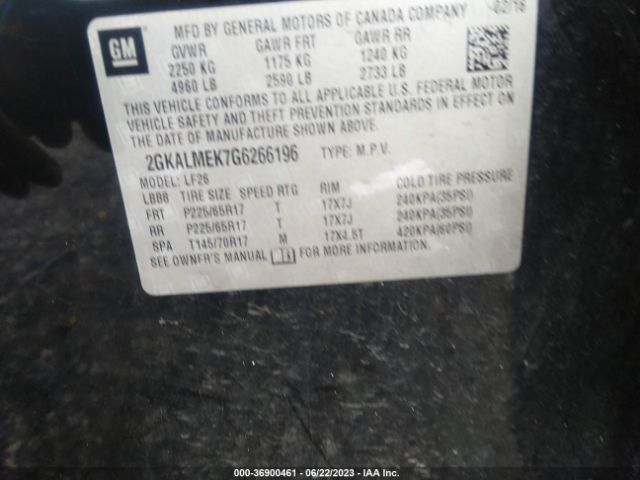 GM
MFD BY GENERAL MOTORS OF CANADA COMPANY 02/16
GVWR GAWR FRT GAWR RR
2250 KG 1175 KG 1240 KG
4960 LB 2590 LB 2733 LB
THIS VEHICLE CONFORMS TO ALL APPLICABLE U.S. FEDERAL MOTOR
VEHICLE SAFETY AND THEFT PREVENTION STANDARDS IN EFFECT ON
THE DATE OF MANUFACTURE SHOWN ABOVE.
2GKALMEK7G6266196 TYPE: M.P.V.
MODEL: LF26
LBBB TIRE SIZE SPEED RTG RIM COLD TIRE PRESSURE
FRT P225/65R17 T 17X7J 240KPA(35PSI)
RR P225/65R17 T 17X7J 240KPA(35PSI)
SPA T145/70R17 M 17X4.5T 420KPA(60PSI)
SEE OWNER'S MANUAL FOR MORE INFORMATION.
000-36900461 - 06/22/2023 - IAA Inc.